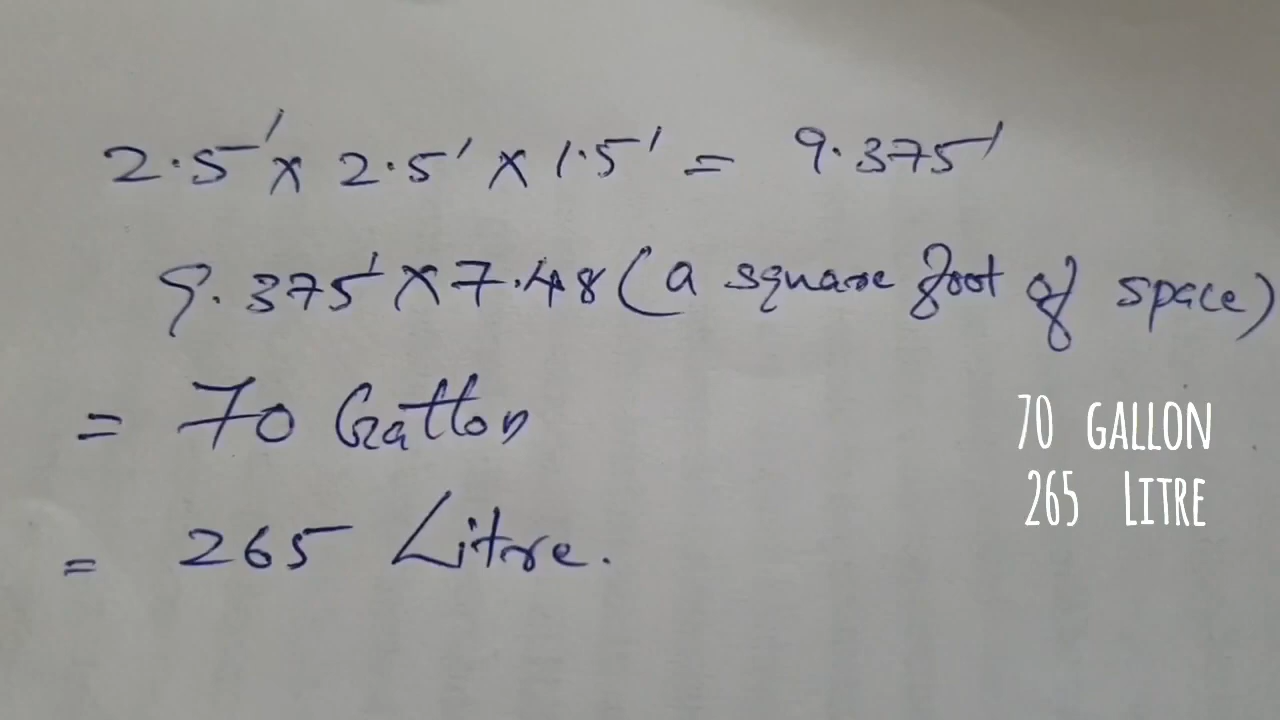 2.5' x 2.5' x 1.5' = 9.375'
9.375' x 7.48 (a square foot of space)
= 70 Gallon
= 265 Litre.
70 GALLON
265 LITRE